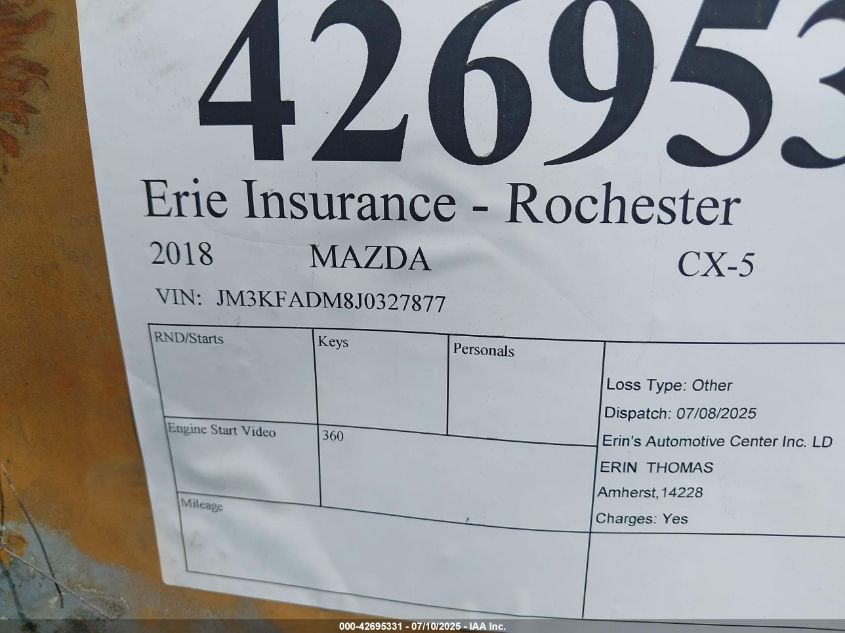 426953
Erie Insurance - Rochester
2018 MAZDA CX-5
VIN: JM3KFADM8J0327877
RND/Starts Keys Personals
Loss Type: Other
Dispatch: 07/08/2025
Engine Start Video 360
Erin's Automotive Center Inc. LD
ERIN THOMAS
Amherst,14228
Mileage
Charges: Yes
000-42695331 - 07/10/2025 - IAA Inc.